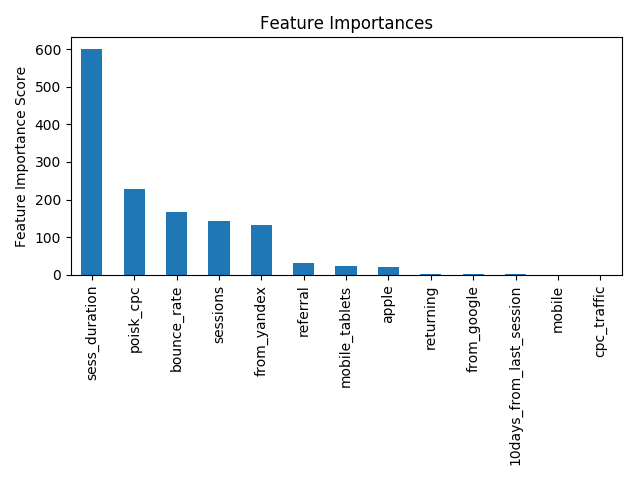 Feature Importances
Feature Importance Score
600
500
400
300
200
100
0
sess_duration
poisk_cpc
bounce_rate
sessions
from_yandex
referral
mobile_tablets
apple
returning
from_google
10days_from_last_session
mobile
cpc_traffic